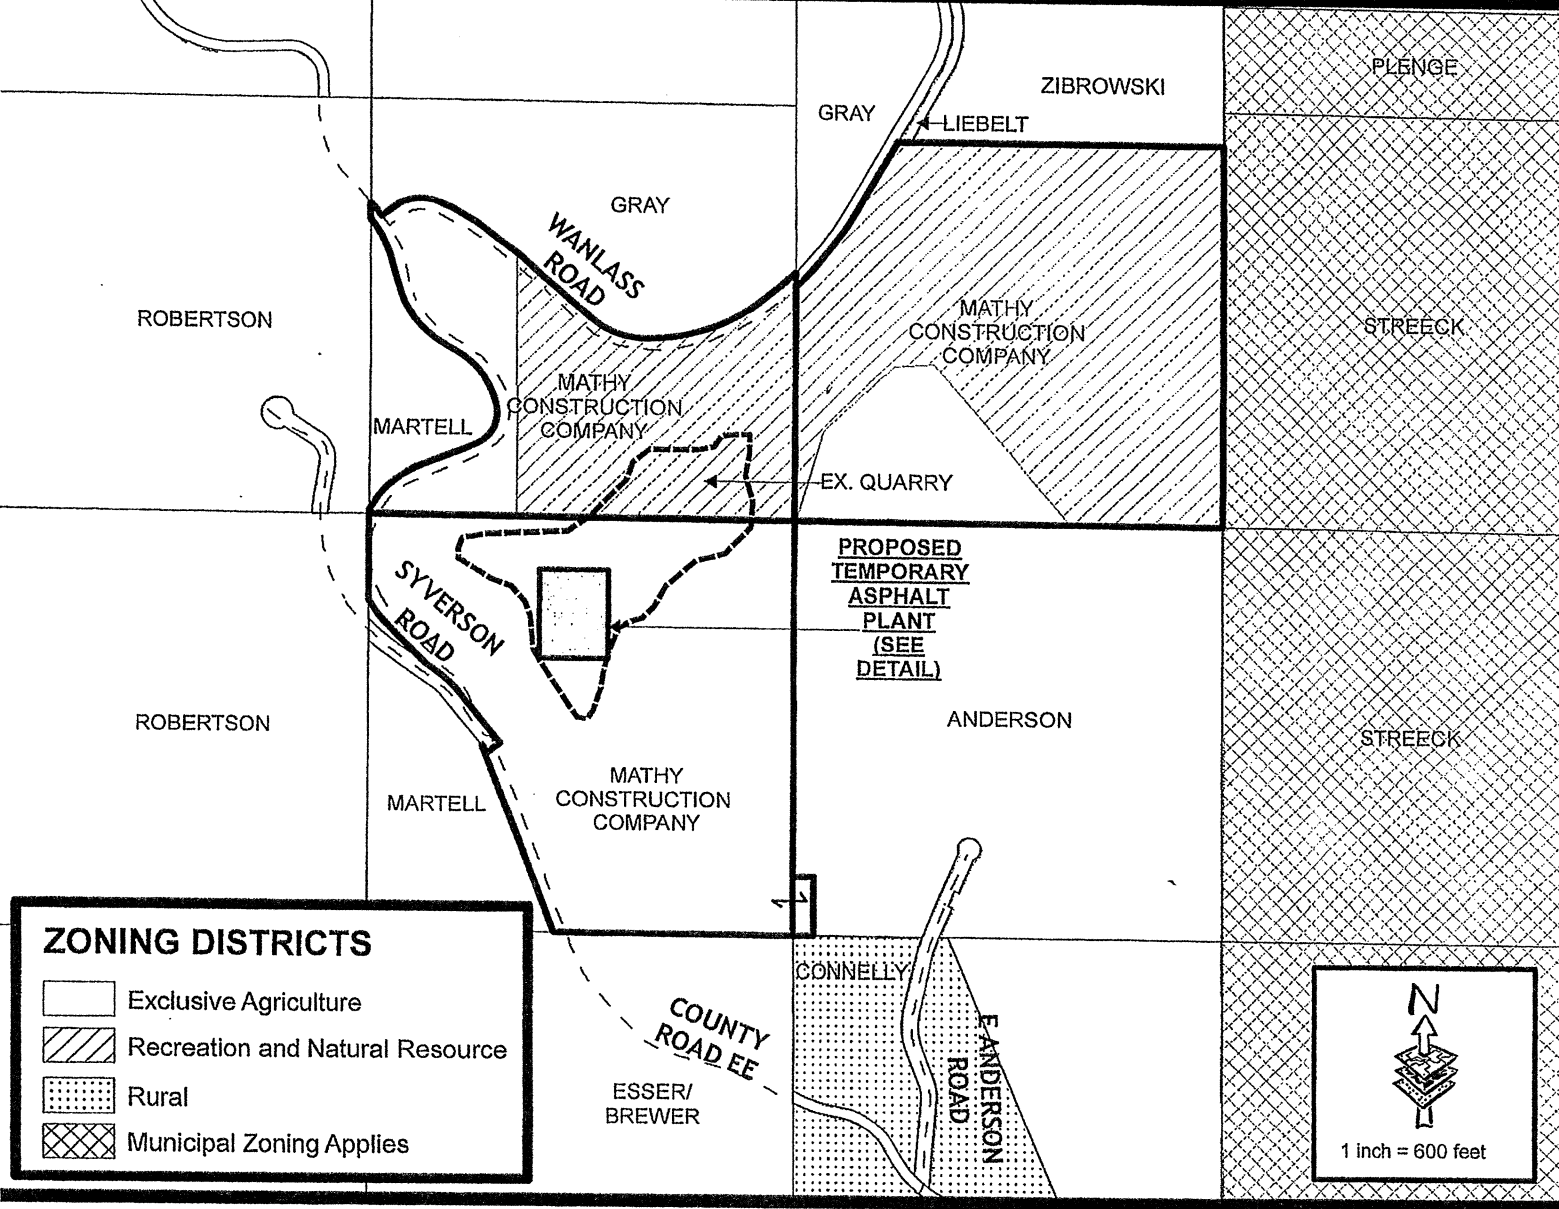 PLENGE
ZIBROWSKI
GRAY
LIEBELT
GRAY
WANLASS
ROAD
ROBERTSON
MATHY
CONSTRUCTION
COMPANY
STREECK
MATHY
CONSTRUCTION
COMPANY
MARTELL
EX. QUARRY
PROPOSED
TEMPORARY
ASPHALT
PLANT
(SEE
DETAIL)
SYVERSON
ROAD
ROBERTSON
ANDERSON
STREECK
MATHY
CONSTRUCTION
COMPANY
MARTELL
ZONING DISTRICTS
Exclusive Agriculture
Recreation and Natural Resource
Rural
Municipal Zoning Applies
CONNELLY
COUNTY
ROAD EE
E ANDERSON
ROAD
ESSER/
BREWER
N
1 inch = 600 feet